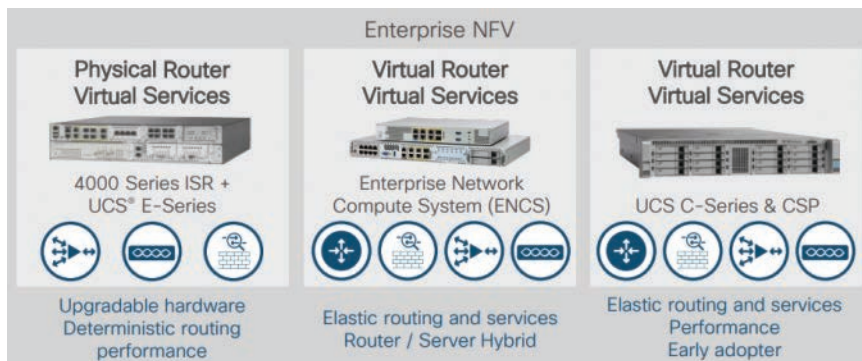 Enterprise NFV
Physical Router
Virtual Services
4000 Series ISR +
UCS® E-Series
Upgradable hardware
Deterministic routing
performance
Virtual Router
Virtual Services
Enterprise Network
Compute System (ENCS)
Elastic routing and services
Router / Server Hybrid
Virtual Router
Virtual Services
UCS C-Series & CSP
Elastic routing and services
Performance
Early adopter